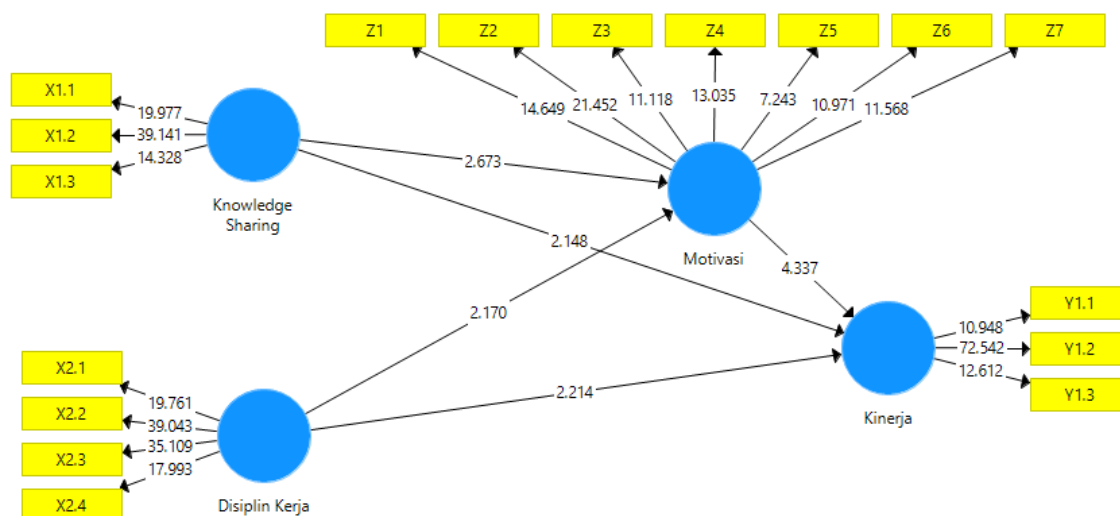 Z1
Z2
Z3
Z4
Z5
Z6
Z7
14.649
21.452
11.118
13.035
7.243
10.971
11.568
X1.1
X1.2
X1.3
19.977
39.141
14.328
Knowledge
Sharing
2.673
2.148
Motivasi
4.337
2.170
2.214
X2.1
X2.2
X2.3
X2.4
19.761
39.043
35.109
17.993
Disiplin Kerja
Kinerja
10.948
72.542
12.612
Y1.1
Y1.2
Y1.3